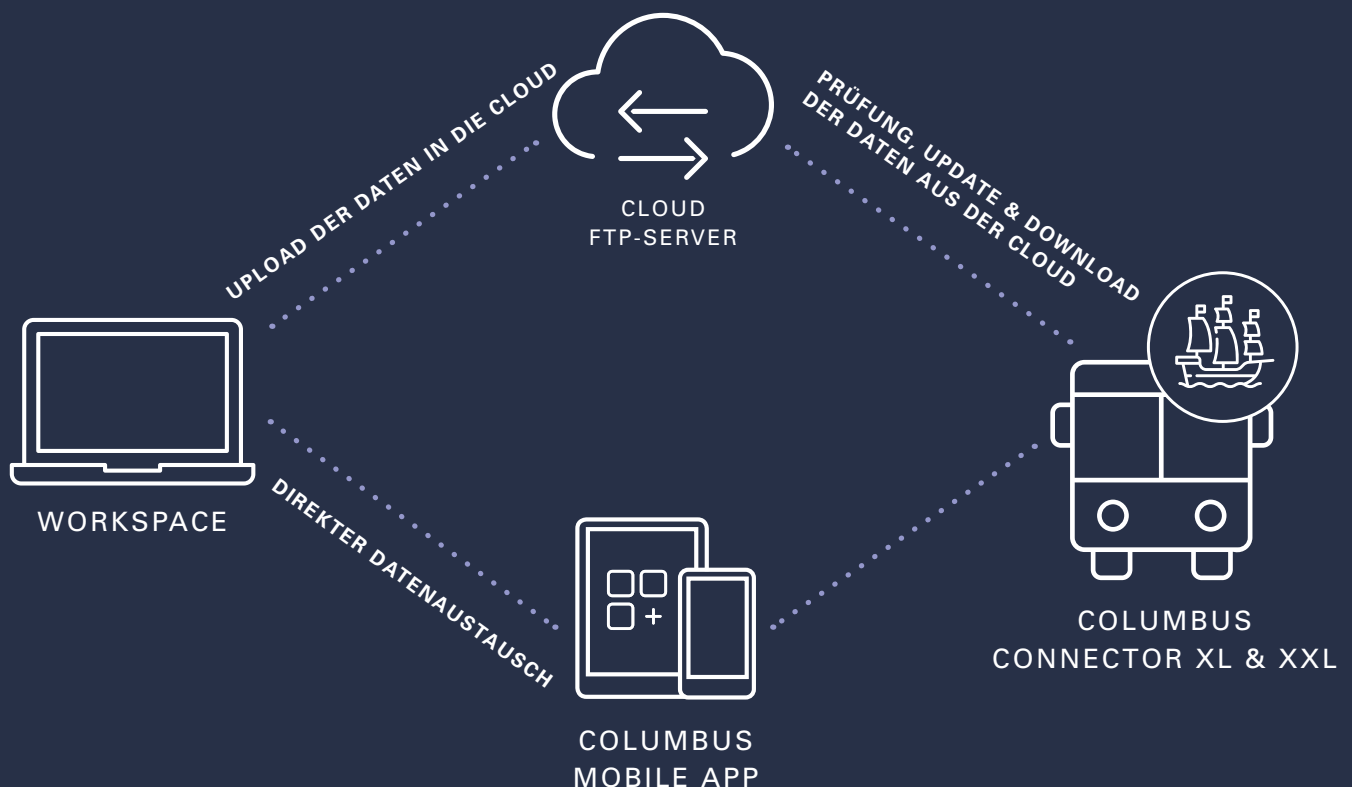 UPLOAD DER DATEN IN DIE CLOUD
PRÜFUNG, UPDATE & DOWNLOAD
DER DATEN AUS DER CLOUD
CLOUD
FTP-SERVER
WORKSPACE
DIREKTER DATENAUSTAUSCH
COLUMBUS
CONNECTOR XL & XXL
COLUMBUS
MOBILE APP